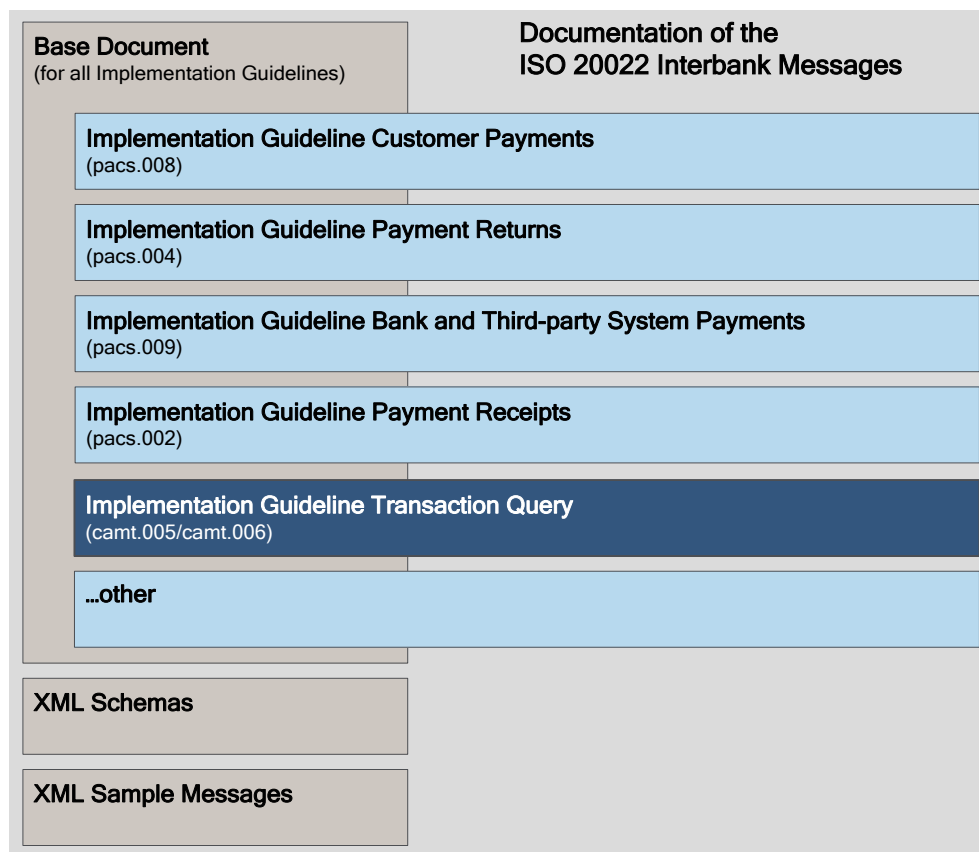 Documentation of the
ISO 20022 Interbank Messages
Base Document
(for all Implementation Guidelines)
Implementation Guideline Customer Payments
(pacs.008)
Implementation Guideline Payment Returns
(pacs.004)
Implementation Guideline Bank and Third-party System Payments
(pacs.009)
Implementation Guideline Payment Receipts
(pacs.002)
Implementation Guideline Transaction Query
(camt.005/camt.006)
...other
XML Schemas
XML Sample Messages